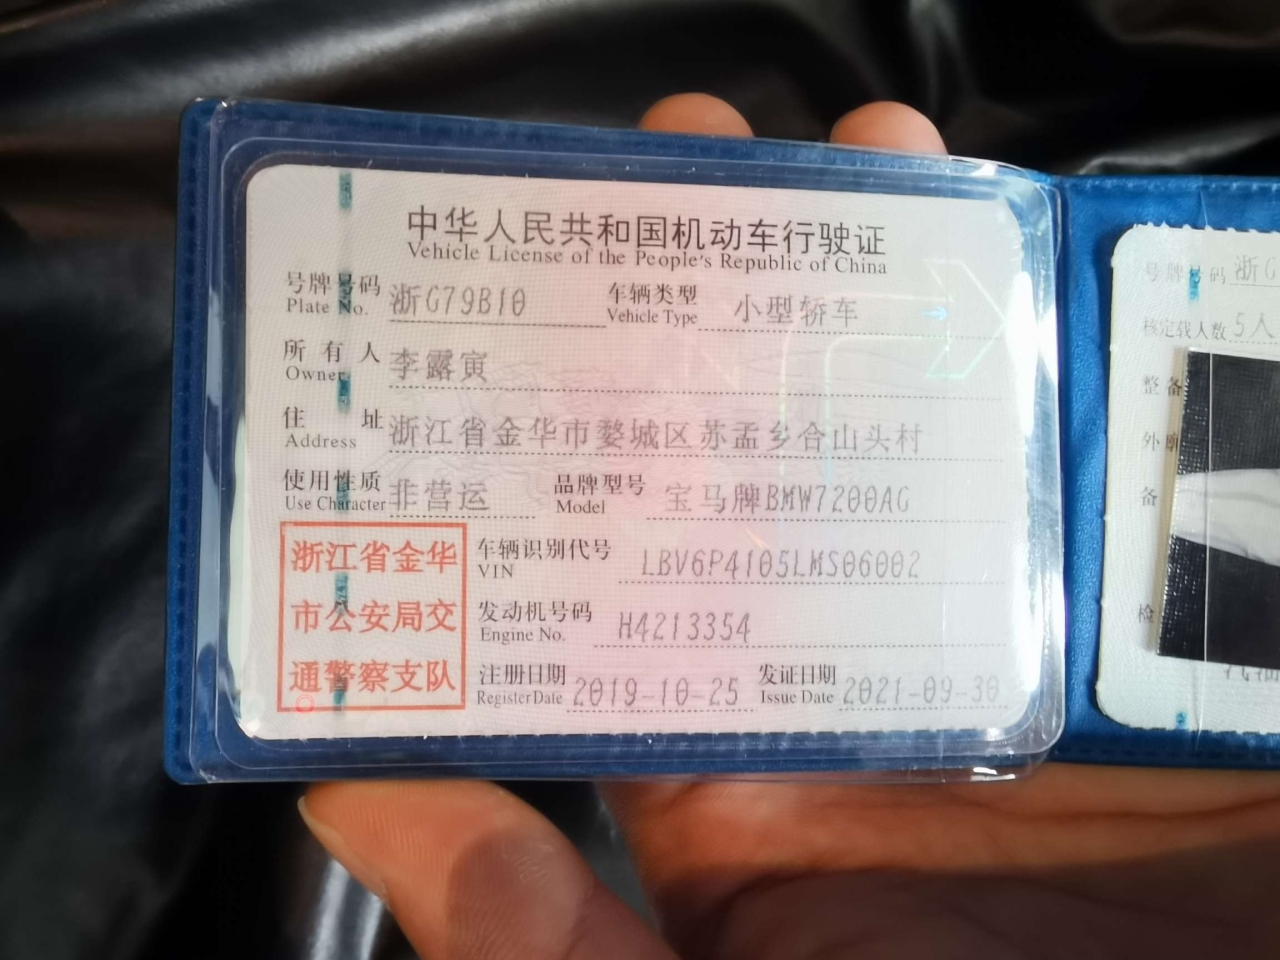 中华人民共和国机动车行驶证
Vehicle License of the People's Republic of China
号牌号码 浙G79B10 车辆类型 小型轿车
Plate No. Vehicle Type
所有人 李露寅
Owner
住址 浙江省金华市婺城区苏孟乡合山头村
Address
使用性质 非营运 品牌型号 宝马牌BMW7200AG
Use Character Model
浙江省金华
市公安局交
通警察支队
车辆识别代号 LBV6P4105LMS06002
VIN
发动机号码 H4213354
Engine No.
注册日期 2019-10-25 发证日期 2021-09-30
Register Date Issue Date
号牌号码 浙G
核定载人数 5人
整备
外廓
备
检
汽油